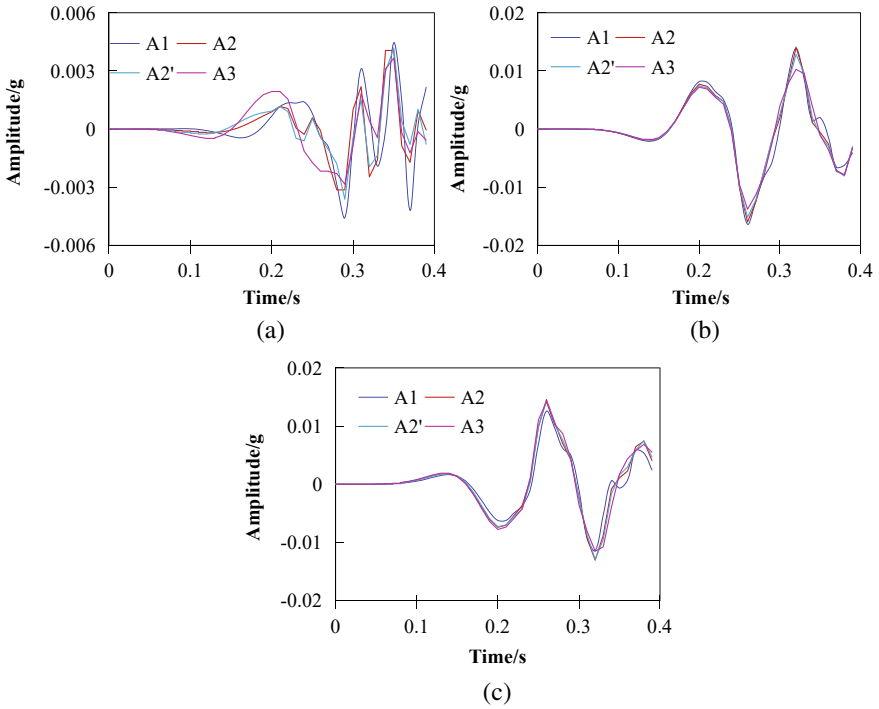 0.006
0.003
0
-0.003
-0.006
Amplitude/g
A1 A2
A2' A3
0 0.1 0.2 0.3 0.4
Time/s
(a)
0.02
0.01
0
-0.01
-0.02
Amplitude/g
A1 A2
A2' A3
0 0.1 0.2 0.3 0.4
Time/s
(b)
0.02
0.01
0
-0.01
-0.02
Amplitude/g
A1 A2
A2' A3
0 0.1 0.2 0.3 0.4
Time/s
(c)